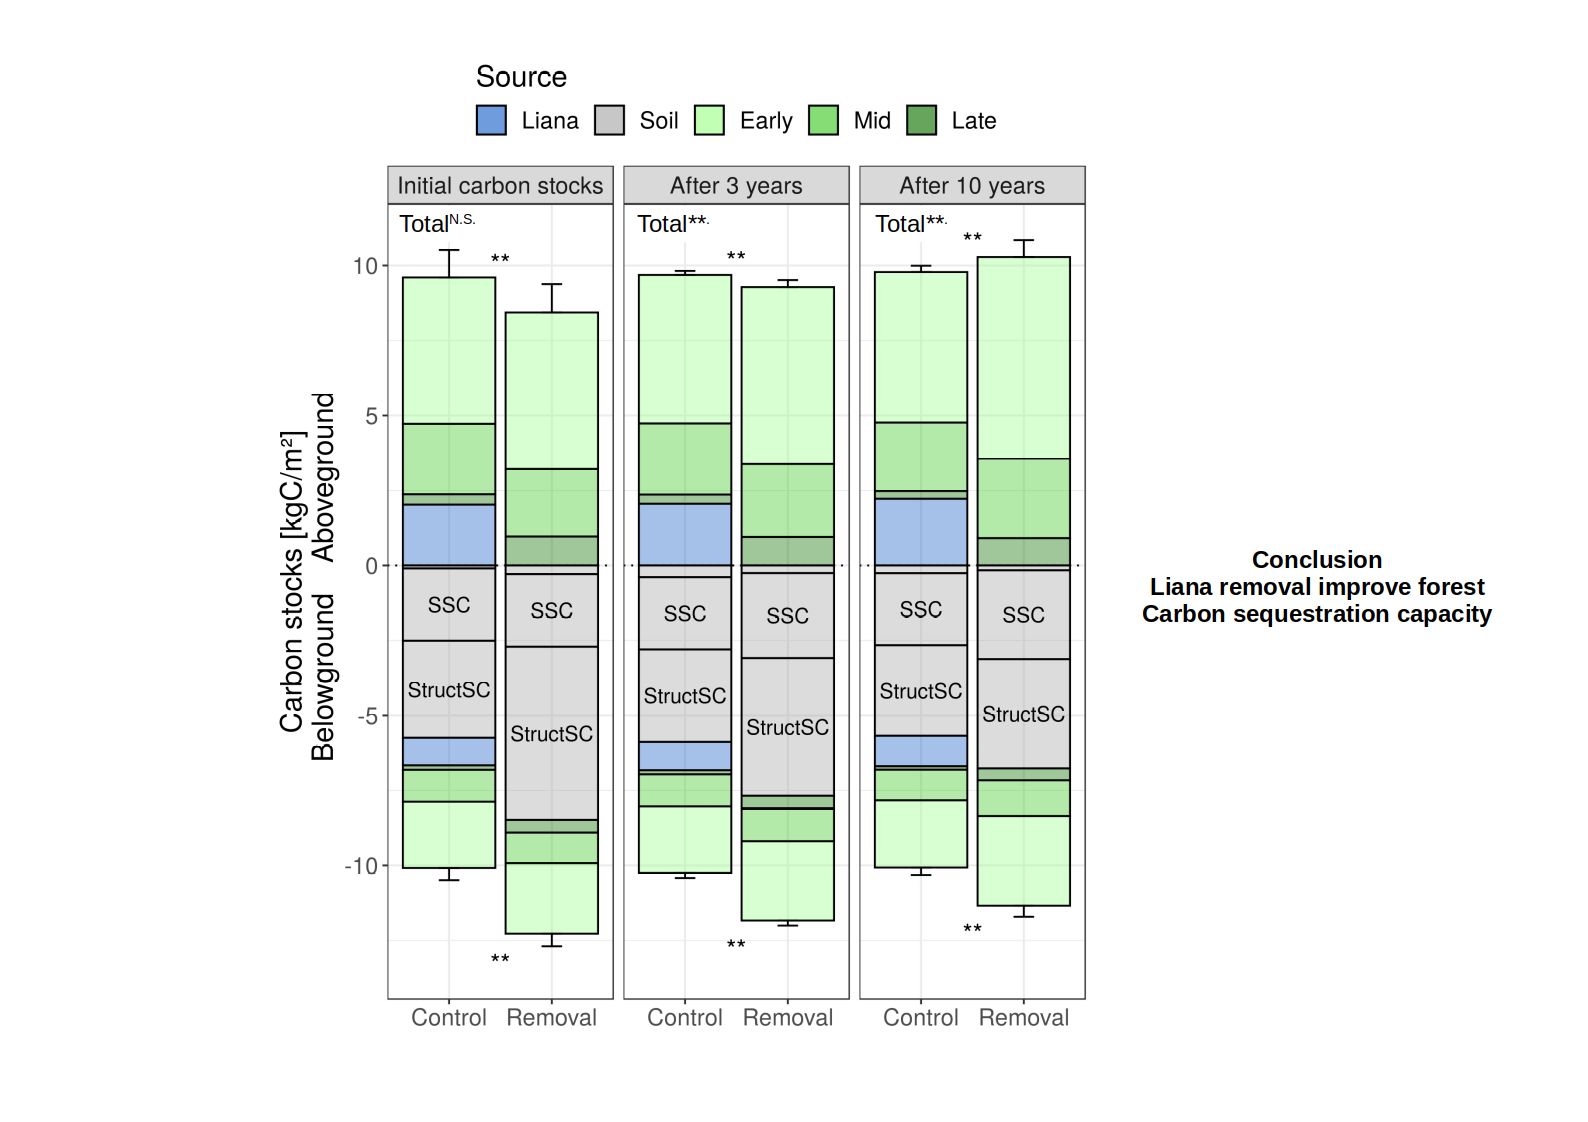 Source
Liana Soil Early Mid Late
Initial carbon stocks After 3 years After 10 years
Total^N.S. Total**. Total**.
** ** **
10
5
0
-5
-10
Carbon stocks [kgC/m²]
Belowground Aboveground
SSC SSC SSC SSC SSC SSC
StructSC StructSC StructSC StructSC StructSC StructSC
** ** **
Control Removal Control Removal Control Removal
Conclusion
Liana removal improve forest
Carbon sequestration capacity